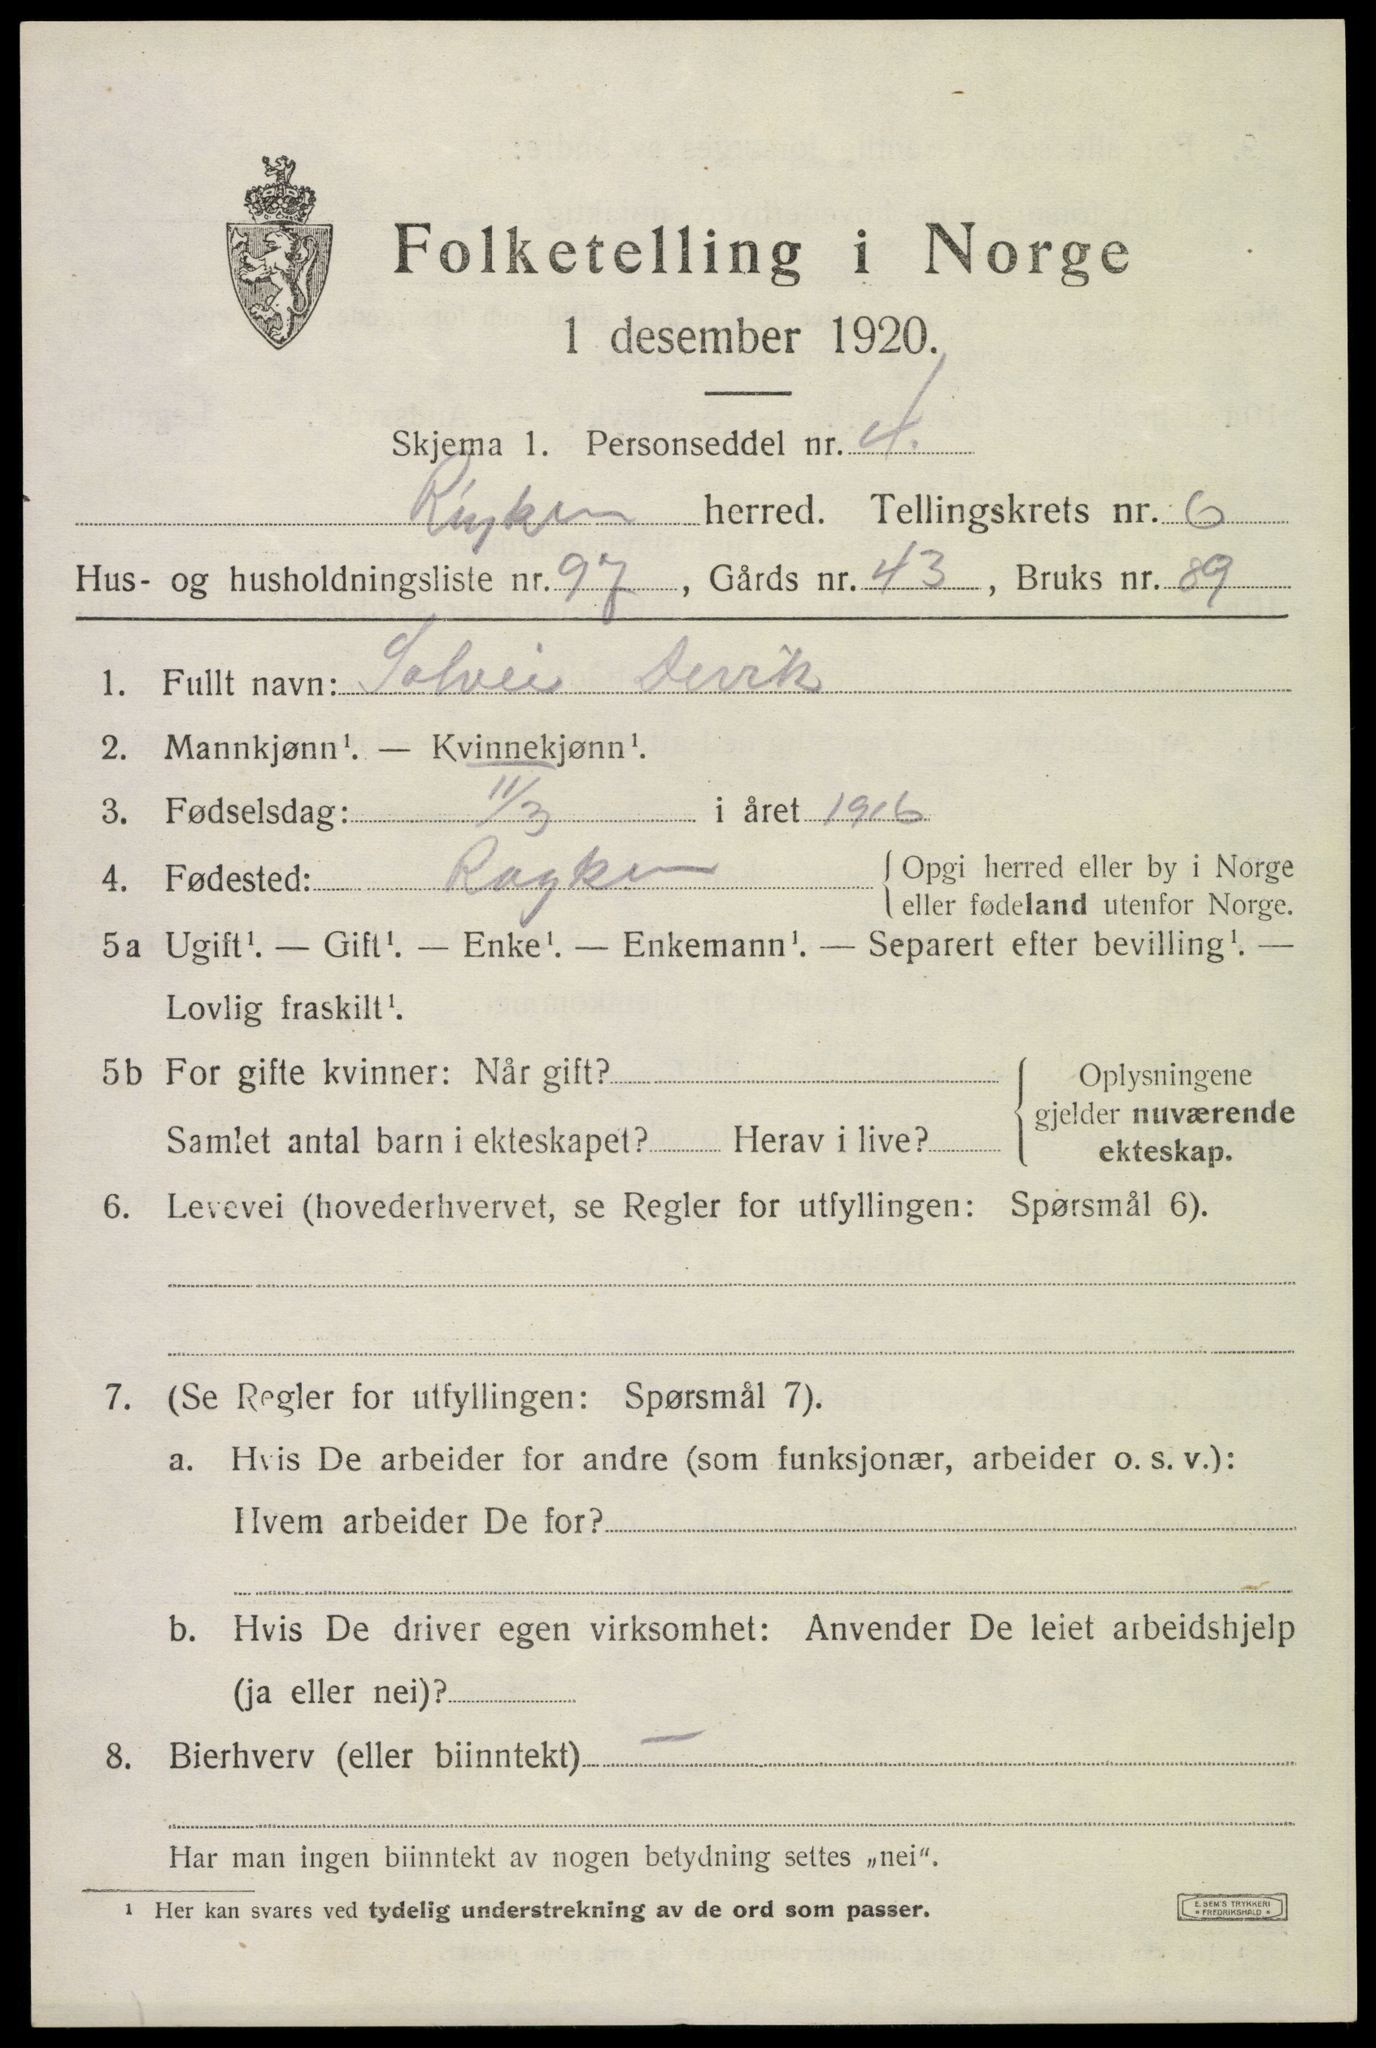 Folketelling i Norge
1 desember 1920.
Skjema 1. Personseddel nr. 4.
Røyken herred. Tellingskrets nr. 6
Hus- og husholdningsliste nr. 97, Gårds nr. 43, Bruks nr. 89
1. Fullt navn: Solvei
2. Mannkjønn¹. — Kvinnekjønn¹.
3. Fødselsdag: 11/3 i året 1916
4. Fødested: Røyken {Opgi herred eller by i Norge
eller fødeland utenfor Norge.
5a Ugift¹. — Gift¹. — Enke¹. — Enkemann¹. — Separert efter bevilling¹. —
Lovlig fraskilt¹.
5b For gifte kvinner: Når gift?
Samlet antal barn i ekteskapet? Herav i live?
{Oplysningene
gjelder nuværende
ekteskap.
6. Levevei (hovederhvervet, se Regler for utfyllingen: Spørsmål 6).
7. (Se Regler for utfyllingen: Spørsmål 7).
a. Hvis De arbeider for andre (som funksjonær, arbeider o. s. v.):
Hvem arbeider De for?
b. Hvis De driver egen virksomhet: Anvender De leiet arbeidshjelp
(ja eller nei)?
8. Bierhverv (eller biinntekt) —
Har man ingen biinntekt av nogen betydning settes „nei“.
¹ Her kan svares ved tydelig understrekning av de ord som passer.
E. SEM'S TRYKKERI
FREDRIKSHALD